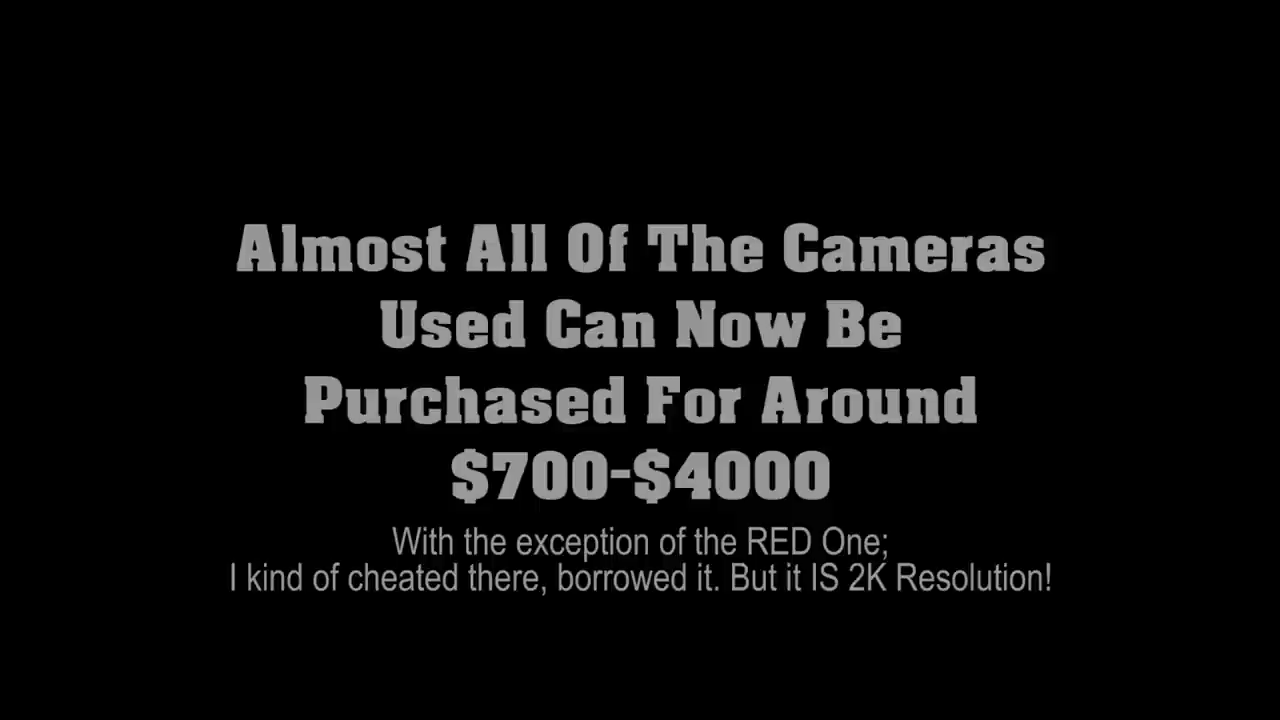 Almost All Of The Cameras
Used Can Now Be
Purchased For Around
$700-$4000
With the exception of the RED One;
I kind of cheated there, borrowed it. But it IS 2K Resolution!